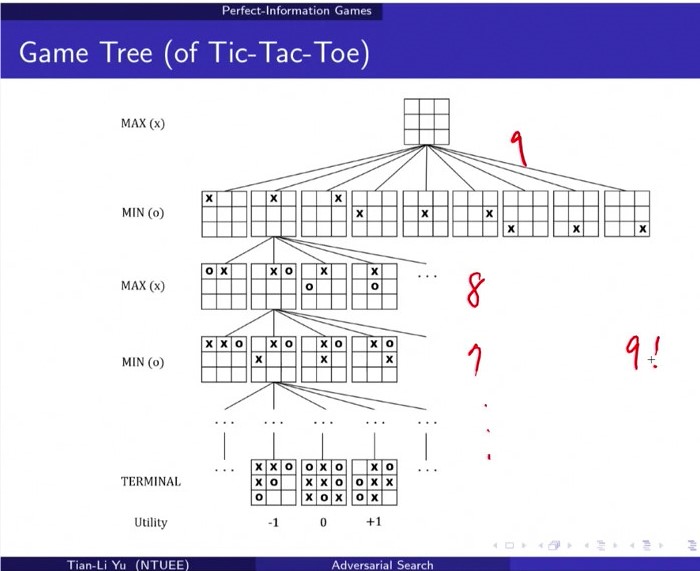 Perfect-Information Games
Game Tree (of Tic-Tac-Toe)
MAX (x)
9
MIN (o)
X X X X X X X X X
MAX (x)
O X X O X X
O O
...
8
MIN (o)
X X O X O X O X O
X X X
7
9!
... ... ... ... ...
... ...
TERMINAL
X X O O X O X O
X O X X O O X X
O X O X O X
Utility
-1 0 +1
Tian-Li Yu (NTUEE)
Adversarial Search